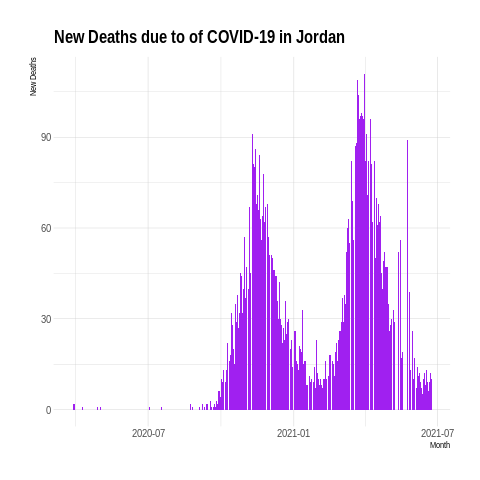 New Deaths due to of COVID-19 in Jordan
New Deaths
90
60
30
0
2020-07
2021-01
2021-07
Month